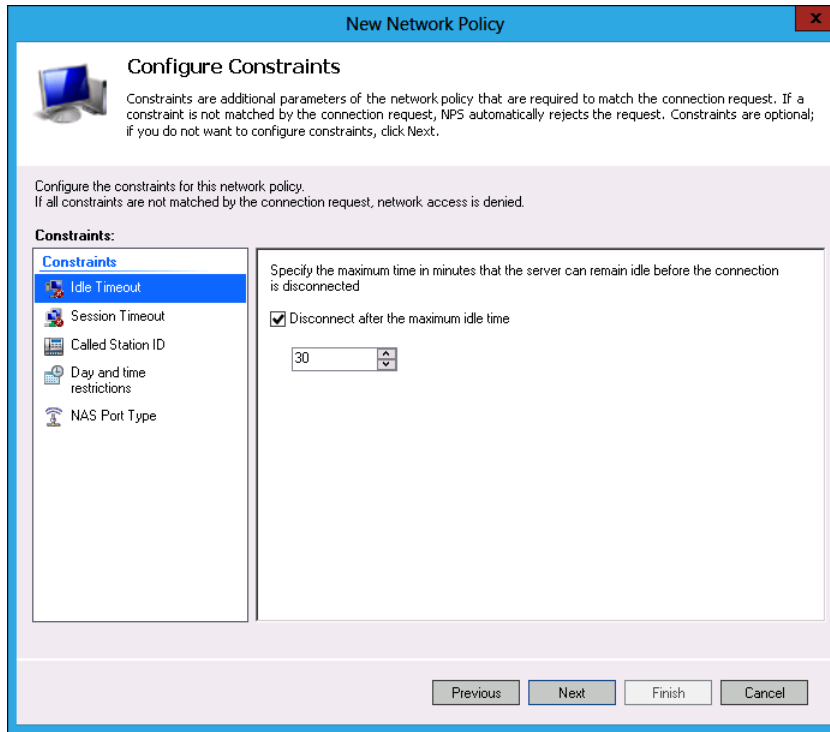 New Network Policy
x
Configure Constraints
Constraints are additional parameters of the network policy that are required to match the connection request. If a
constraint is not matched by the connection request, NPS automatically rejects the request. Constraints are optional;
if you do not want to configure constraints, click Next.
Configure the constraints for this network policy.
If all constraints are not matched by the connection request, network access is denied.
Constraints:
Constraints
Idle Timeout
Session Timeout
Called Station ID
Day and time
restrictions
NAS Port Type
Specify the maximum time in minutes that the server can remain idle before the connection
is disconnected
Disconnect after the maximum idle time
30
Previous
Next
Finish
Cancel